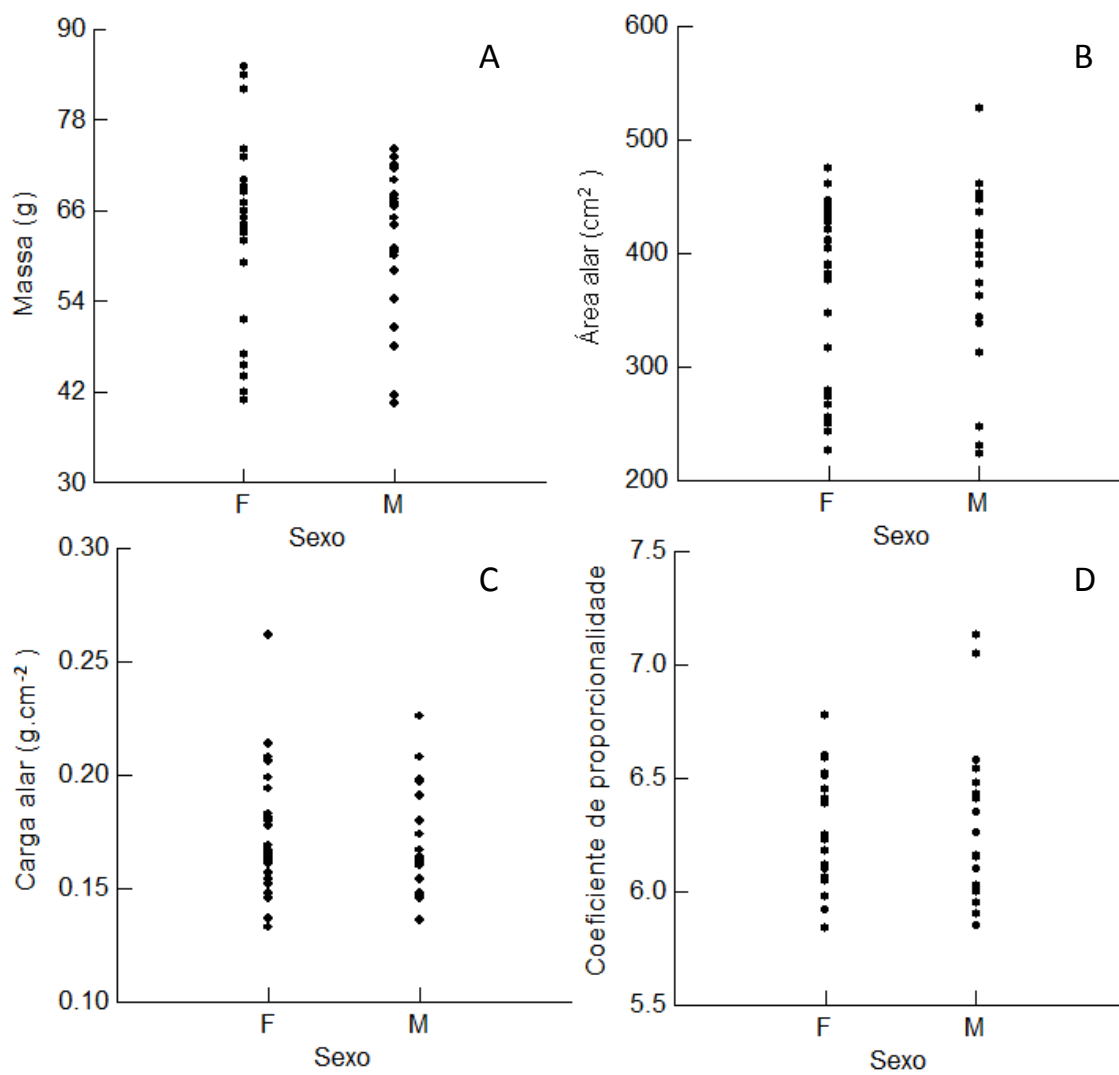 A
Massa (g)
90
78
66
54
42
30
F M
Sexo
B
Área alar (cm²)
600
500
400
300
200
F M
Sexo
C
Carga alar (g.cm⁻²)
0.30
0.25
0.20
0.15
0.10
F M
Sexo
D
Coeficiente de proporcionalidade
7.5
7.0
6.5
6.0
5.5
F M
Sexo